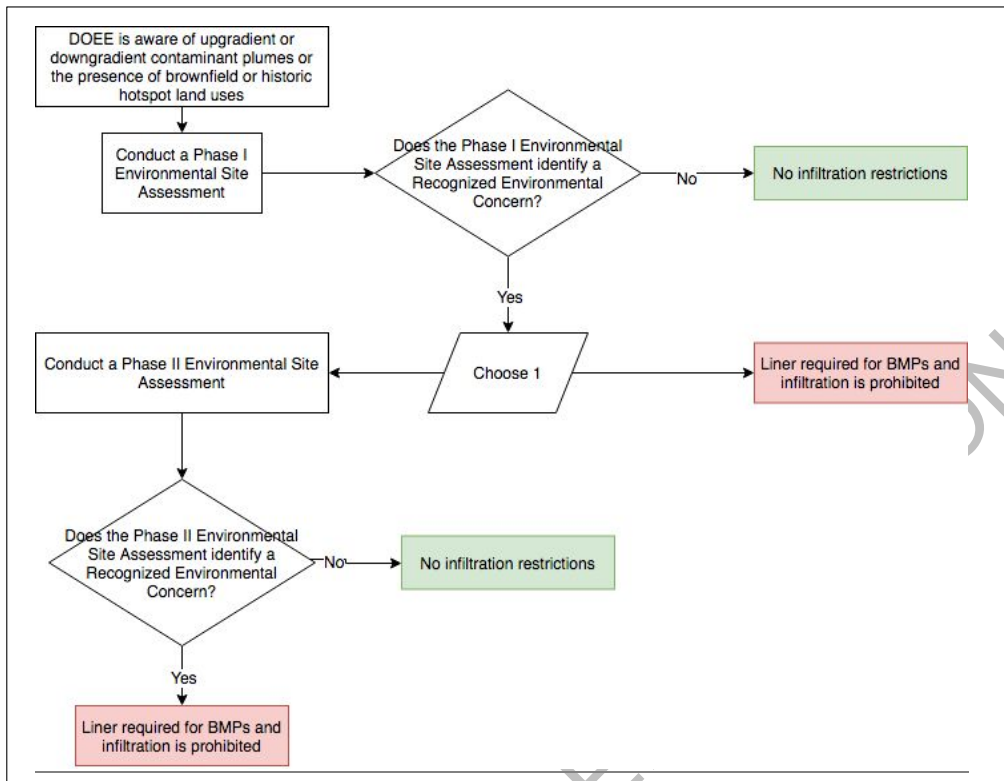 DOEE is aware of upgradient or
downgradient contaminant plumes or
the presence of brownfield or historic
hotspot land uses
Conduct a Phase I
Environmental Site
Assessment
Does the Phase I Environmental
Site Assessment identify a
Recognized Environmental
Concern?
No
No infiltration restrictions
Yes
Choose 1
Conduct a Phase II Environmental Site
Assessment
Liner required for BMPs and
infiltration is prohibited
Does the Phase II Environmental
Site Assessment identify a
Recognized Environmental
Concern?
No
No infiltration restrictions
Yes
Liner required for BMPs and
infiltration is prohibited